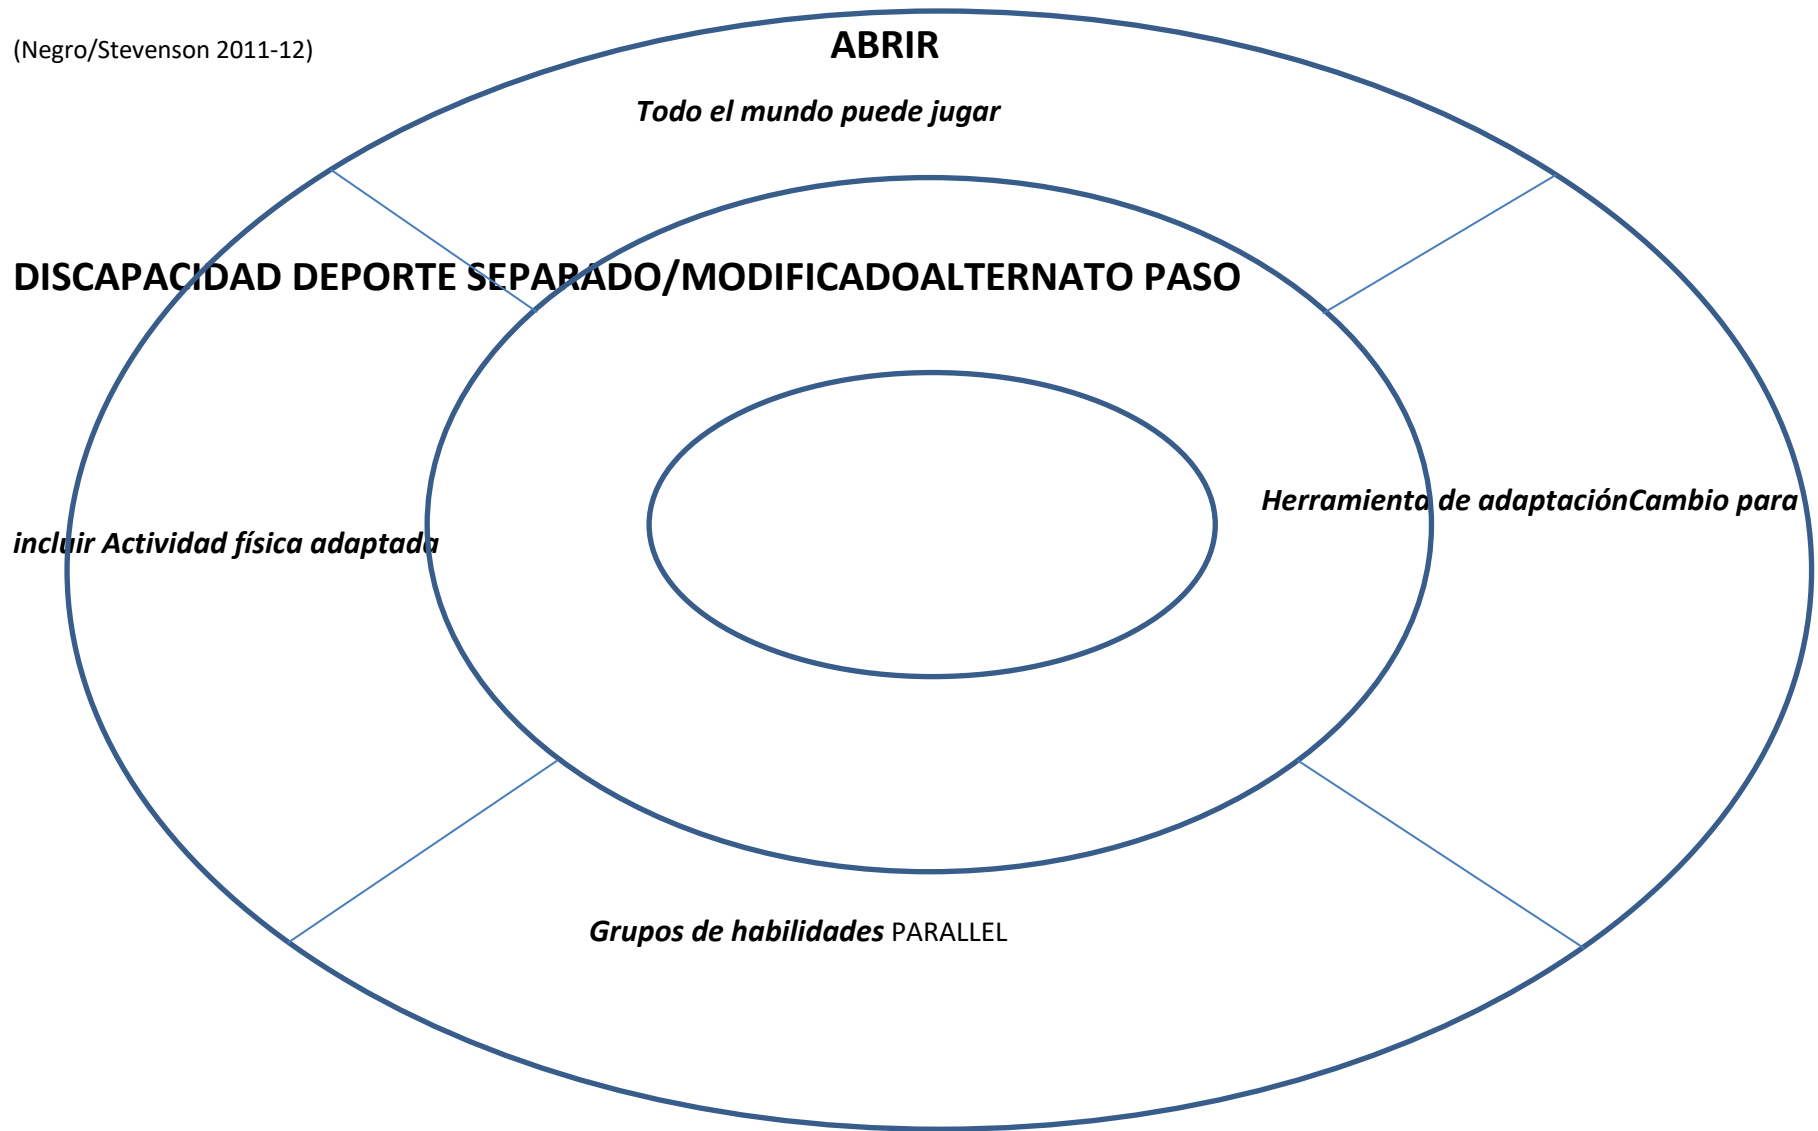 (Negro/Stevenson 2011-12)
ABRIR
Todo el mundo puede jugar
DISCAPACIDAD DEPORTE SEPARADO/MODIFICADOALTERNATO PASO
Herramienta de adaptaciónCambio para
incluir Actividad física adaptada
Grupos de habilidades PARALLEL